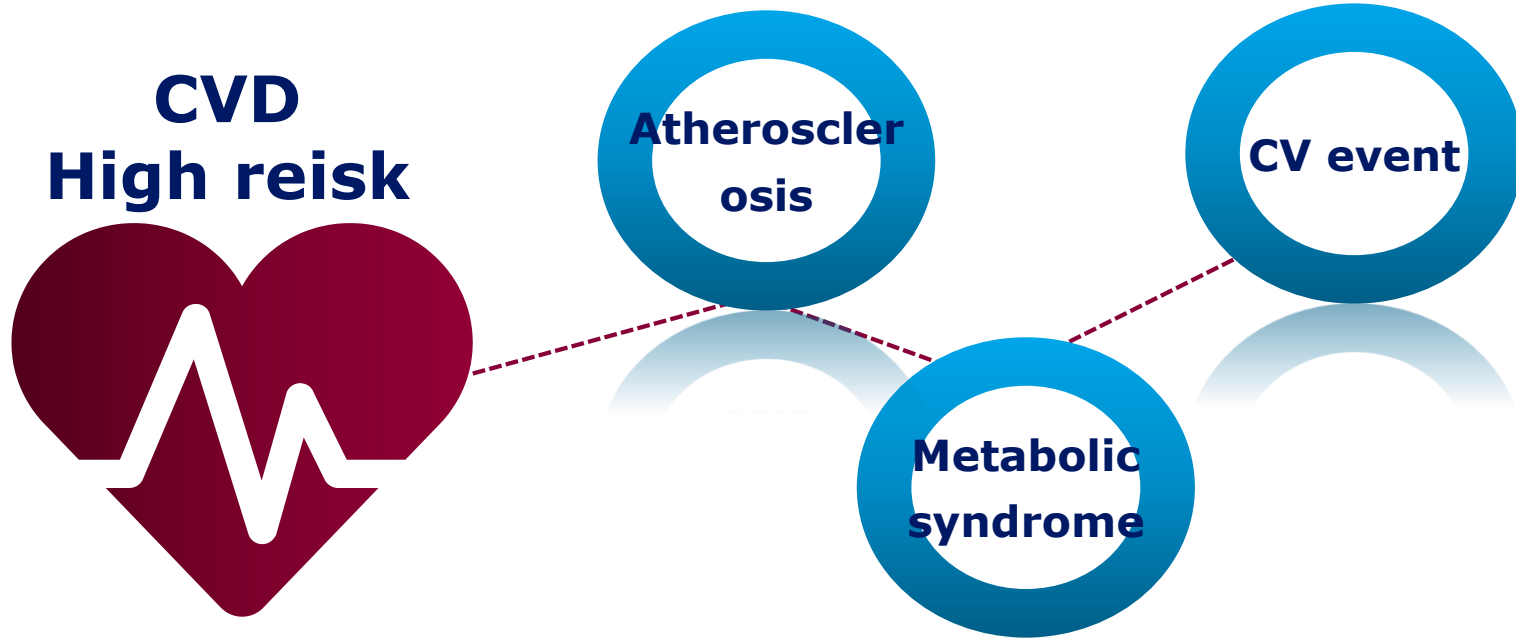 CVD
High reisk
Atheroscler
osis
CV event
Metabolic
syndrome